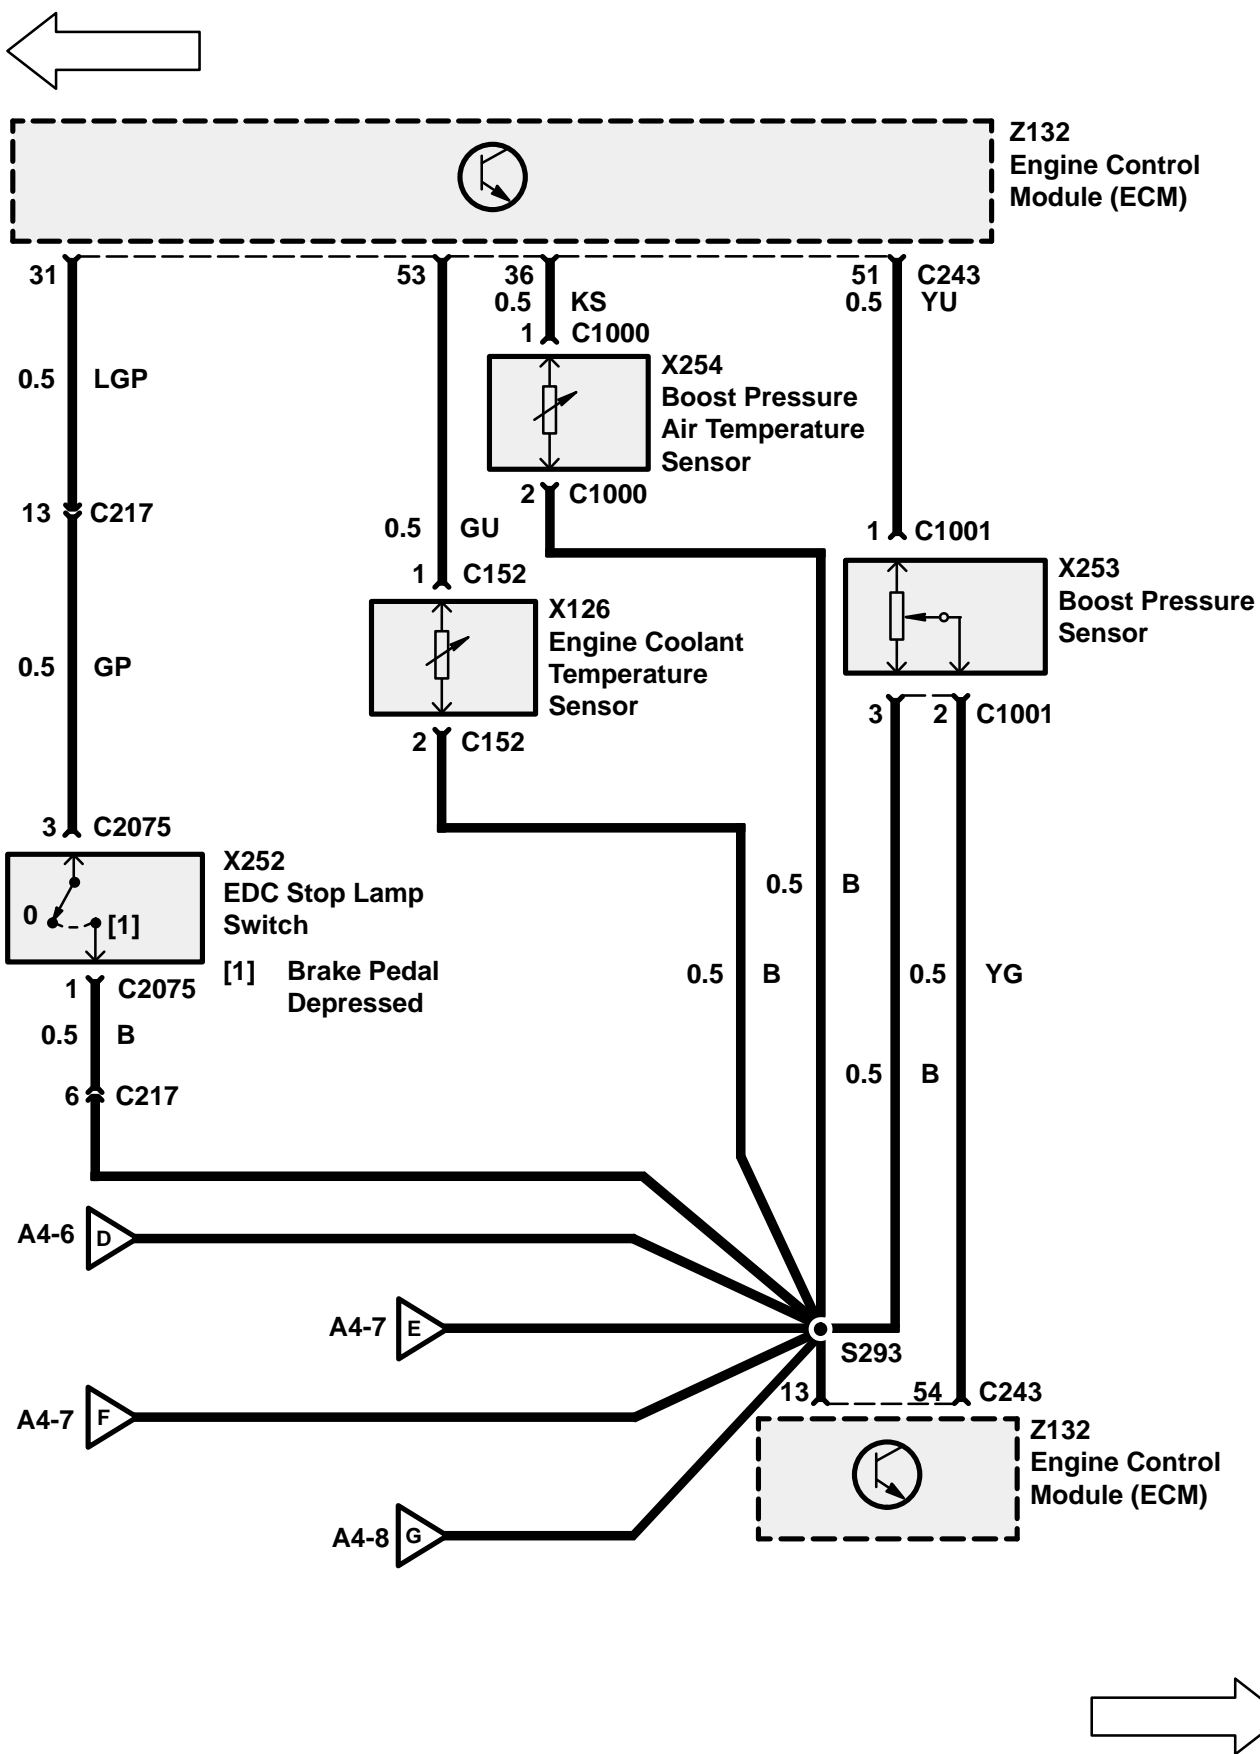 Z132
Engine Control
Module (ECM)
31
53
36
51
C243
0.5
KS
0.5
YU
1
C1000
X254
Boost Pressure
Air Temperature
Sensor
0.5
LGP
2
C1000
13
C217
0.5
GU
1
C1001
1
C152
X253
Boost Pressure
Sensor
X126
Engine Coolant
Temperature
Sensor
0.5
GP
3
2
C1001
2
C152
3
C2075
X252
EDC Stop Lamp
Switch
0
[1]
[1] Brake Pedal
Depressed
0.5
B
0.5
B
0.5
YG
1
C2075
0.5
B
0.5
B
6
C217
A4-6
D
A4-7
E
S293
13
54
C243
A4-7
F
Z132
Engine Control
Module (ECM)
A4-8
G